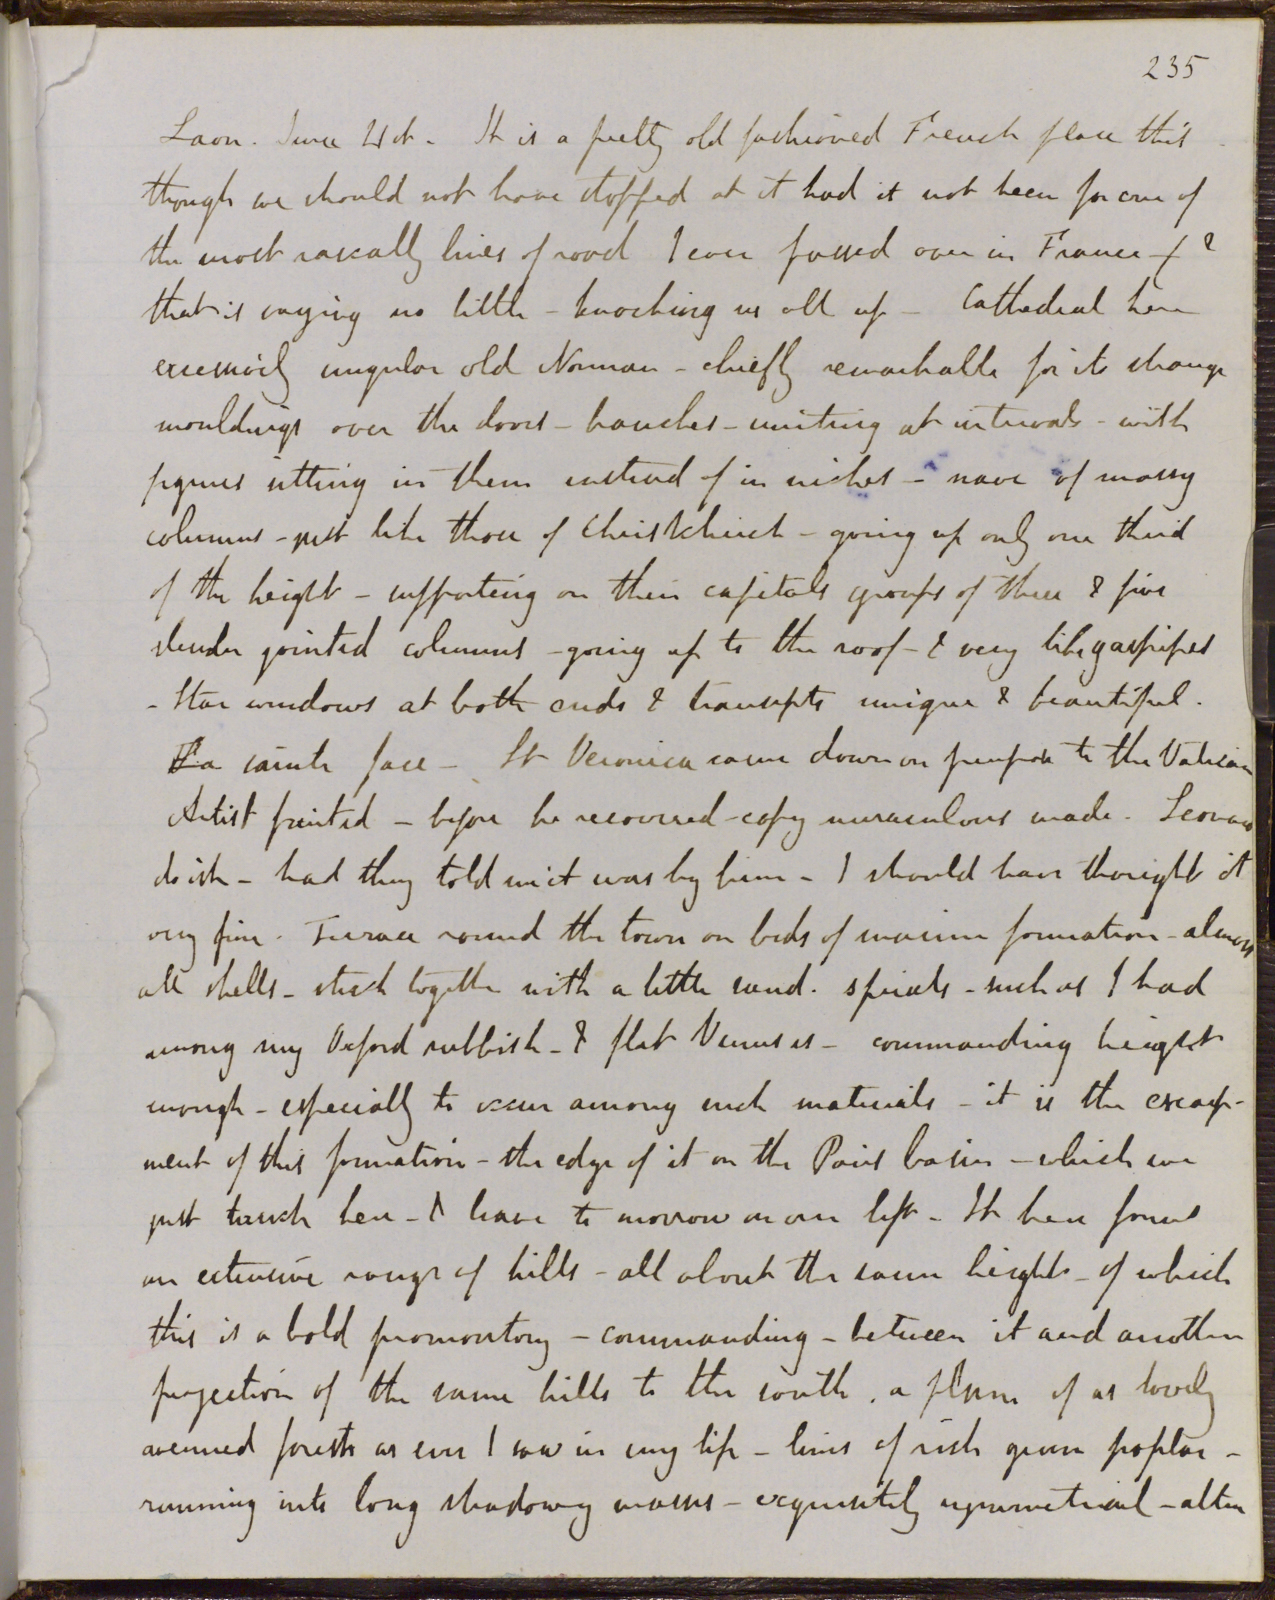 235
Laon. June 21st. It is a pretty old fashioned French place this
though we should not have stopped at it had it not been for one of
the most rascally lines of road I ever passed over in France - &
that is saying no little - knocking us all up - Cathedral here
excessively singular old Norman - chiefly remarkable for its strange
mouldings over the doors - branches - uniting at intervals - with
figures sitting in them instead of in niches - nave of massy
columns - just like those of Christchurch - going up only one third
of the height - supporting on their capitals groups of three & five
slender jointed columns - going up to the roof - & very like gaspipes
- Star windows at both ends & transepts unique & beautiful.
La sainte face - St Veronica came down on purpose to the Vatican
Artist fainted - before he recovered - copy miraculous made. Leonar
doish - had they told me it was by him - I should have thought it
very fine. Terrace round the town on beds of marine formation - almost
all shells - stuck together with a little sand. spirals - such as I had
among my Oxford rubbish - & flat Venuses - commanding height
enough - especially to occur among such materials - it is the escarp-
ment of this formation - the edge of it on the Paris basin - which we
just touch here - & leave to morrow on our left - It here forms
an extensive range of hills - all about the same height - of which
this is a bold promontory - commanding - between it and another
projection of the same hills to the south, a plain of as lovely
avenued forests as ever I saw in my life - lines of rich green poplar -
running into long shadowy masses - exquisitely symmetrical - alter